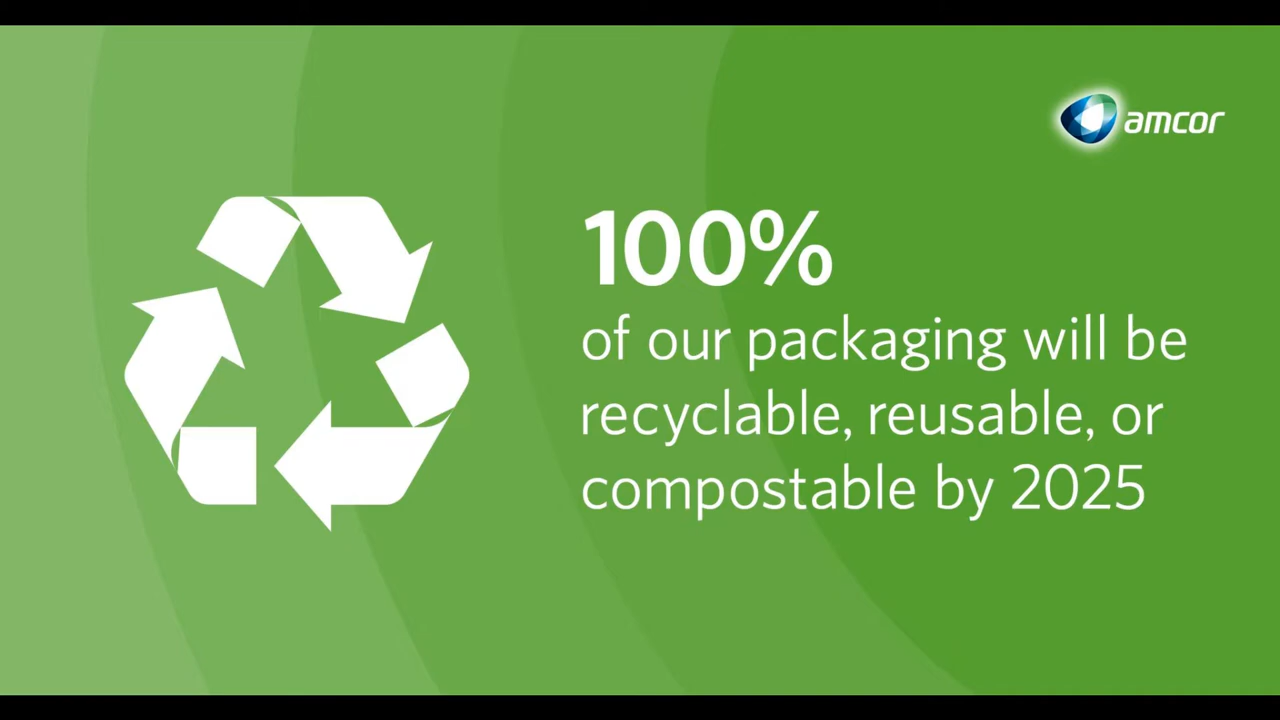 amcor
100%
of our packaging will be
recyclable, reusable, or
compostable by 2025